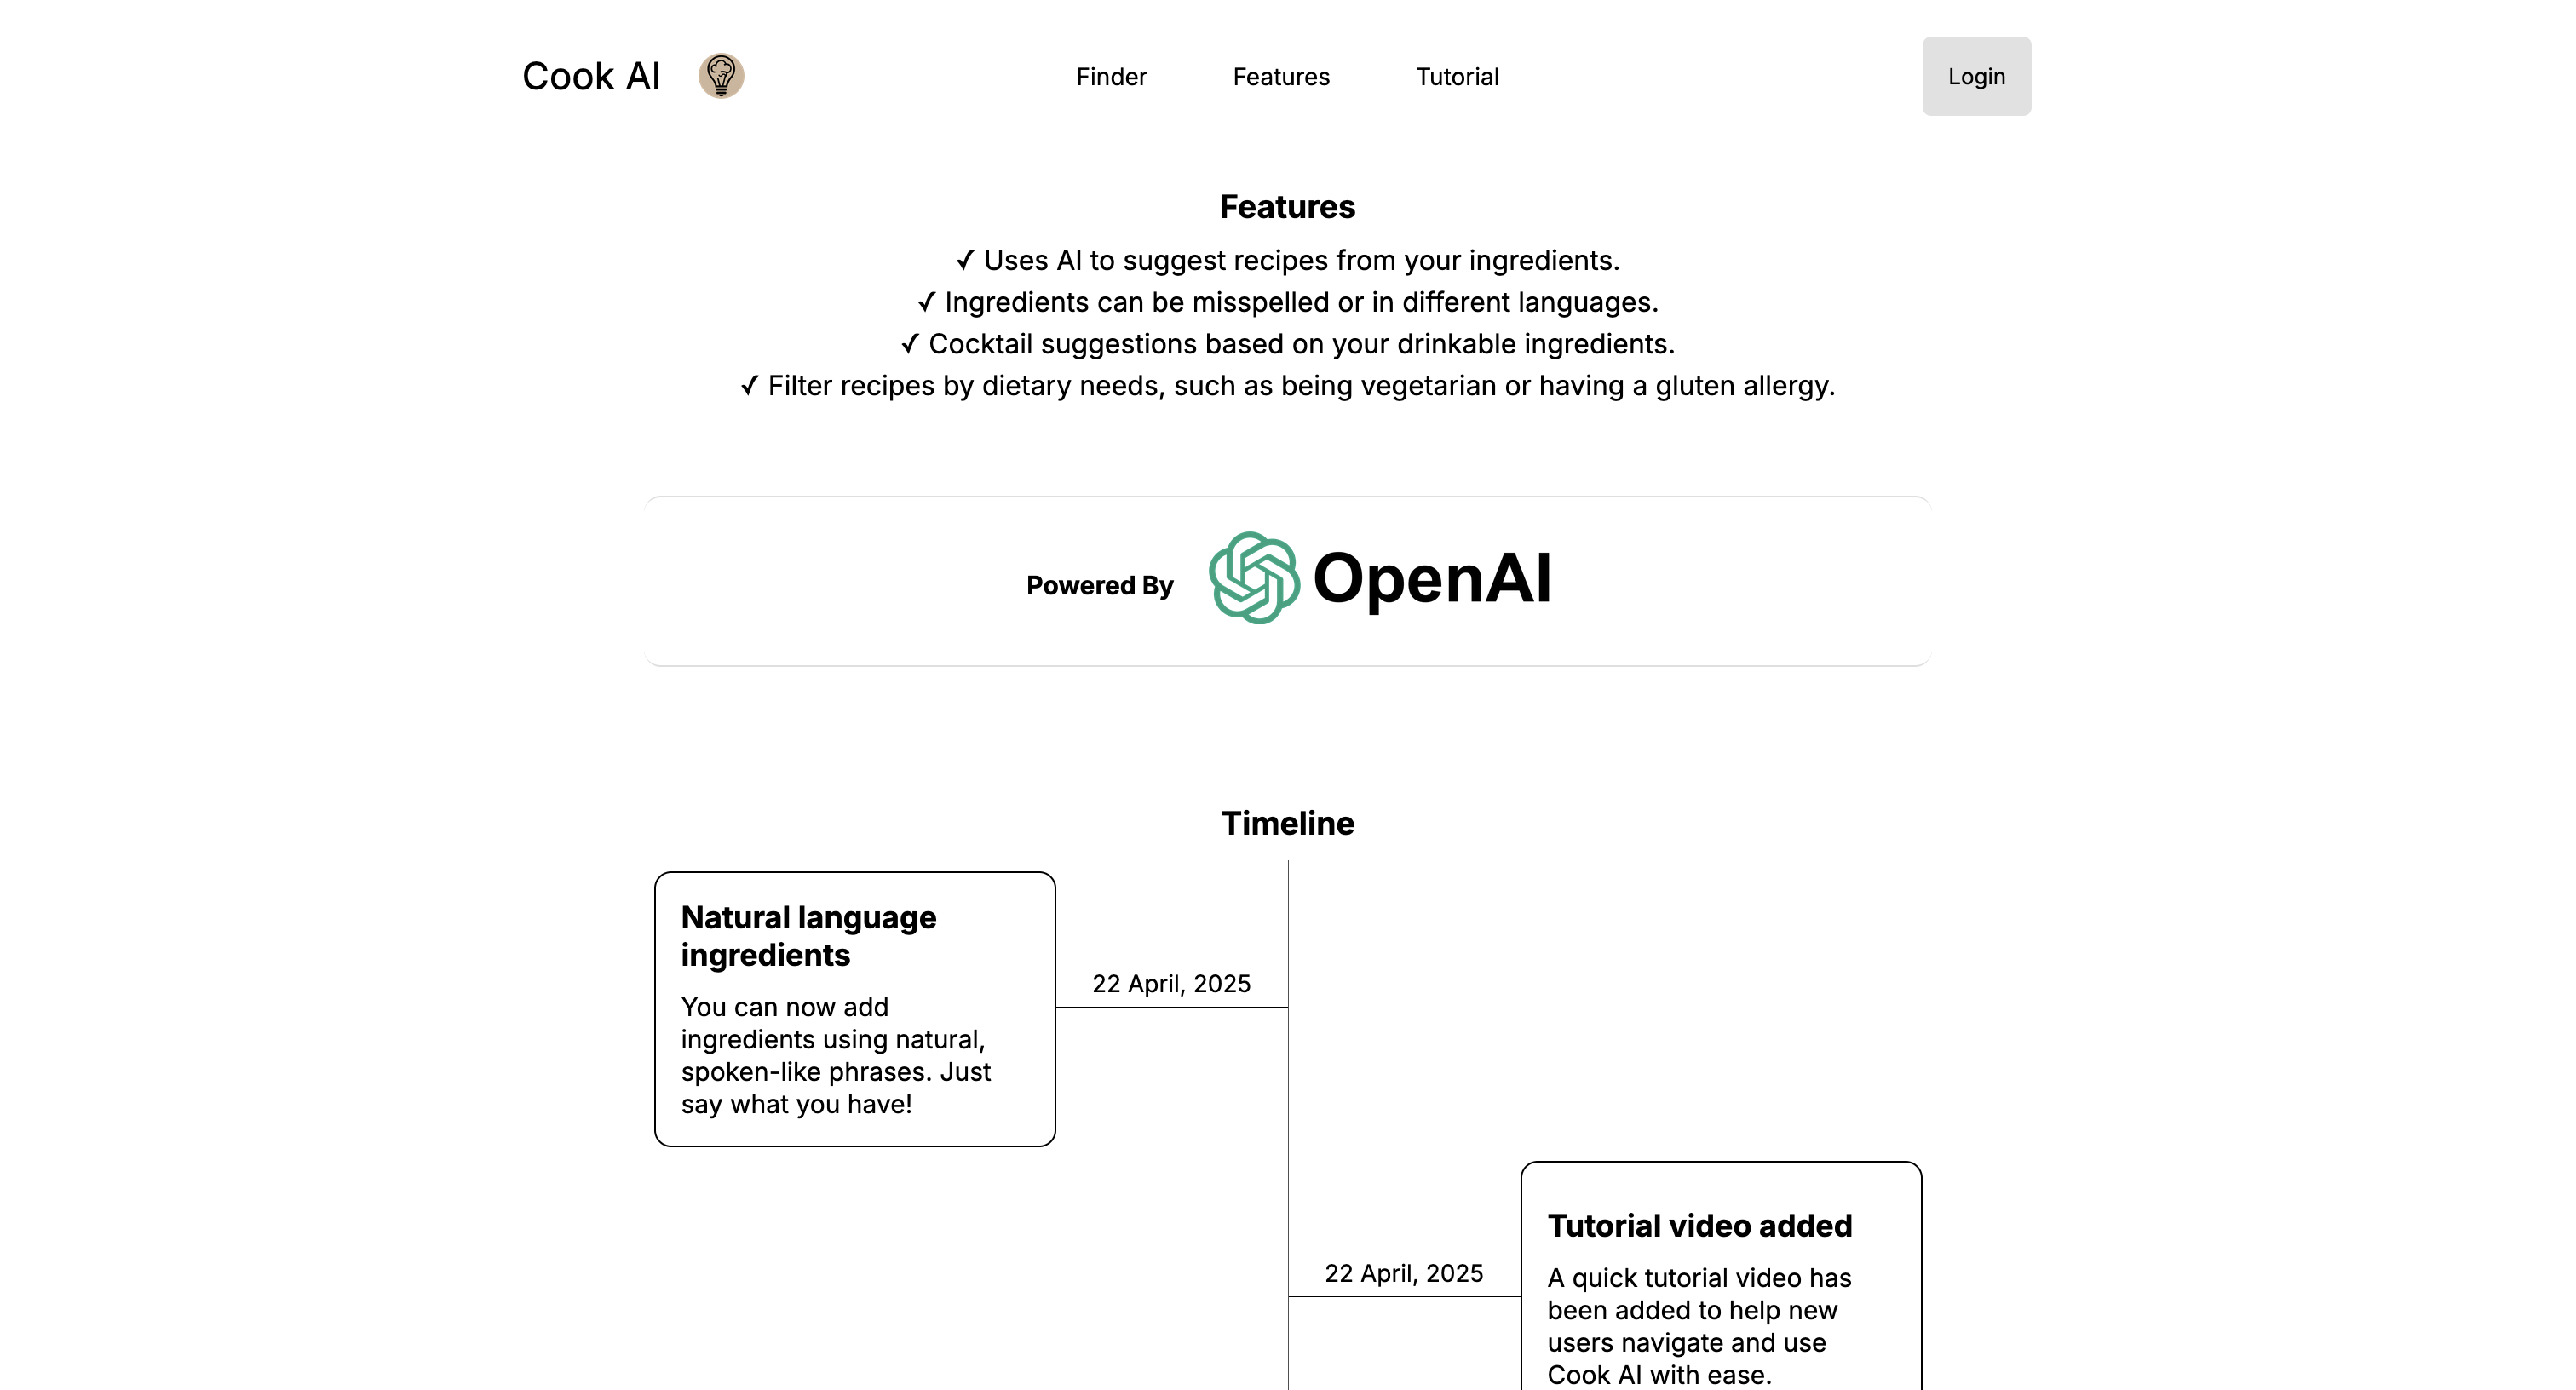 Cook AI
Finder
Features
Tutorial
Login
Features
✓ Uses AI to suggest recipes from your ingredients.
✓ Ingredients can be misspelled or in different languages.
✓ Cocktail suggestions based on your drinkable ingredients.
✓ Filter recipes by dietary needs, such as being vegetarian or having a gluten allergy.
Powered By
OpenAI
Timeline
Natural language
ingredients
You can now add
ingredients using natural,
spoken-like phrases. Just
say what you have!
22 April, 2025
22 April, 2025
Tutorial video added
A quick tutorial video has
been added to help new
users navigate and use
Cook AI with ease.